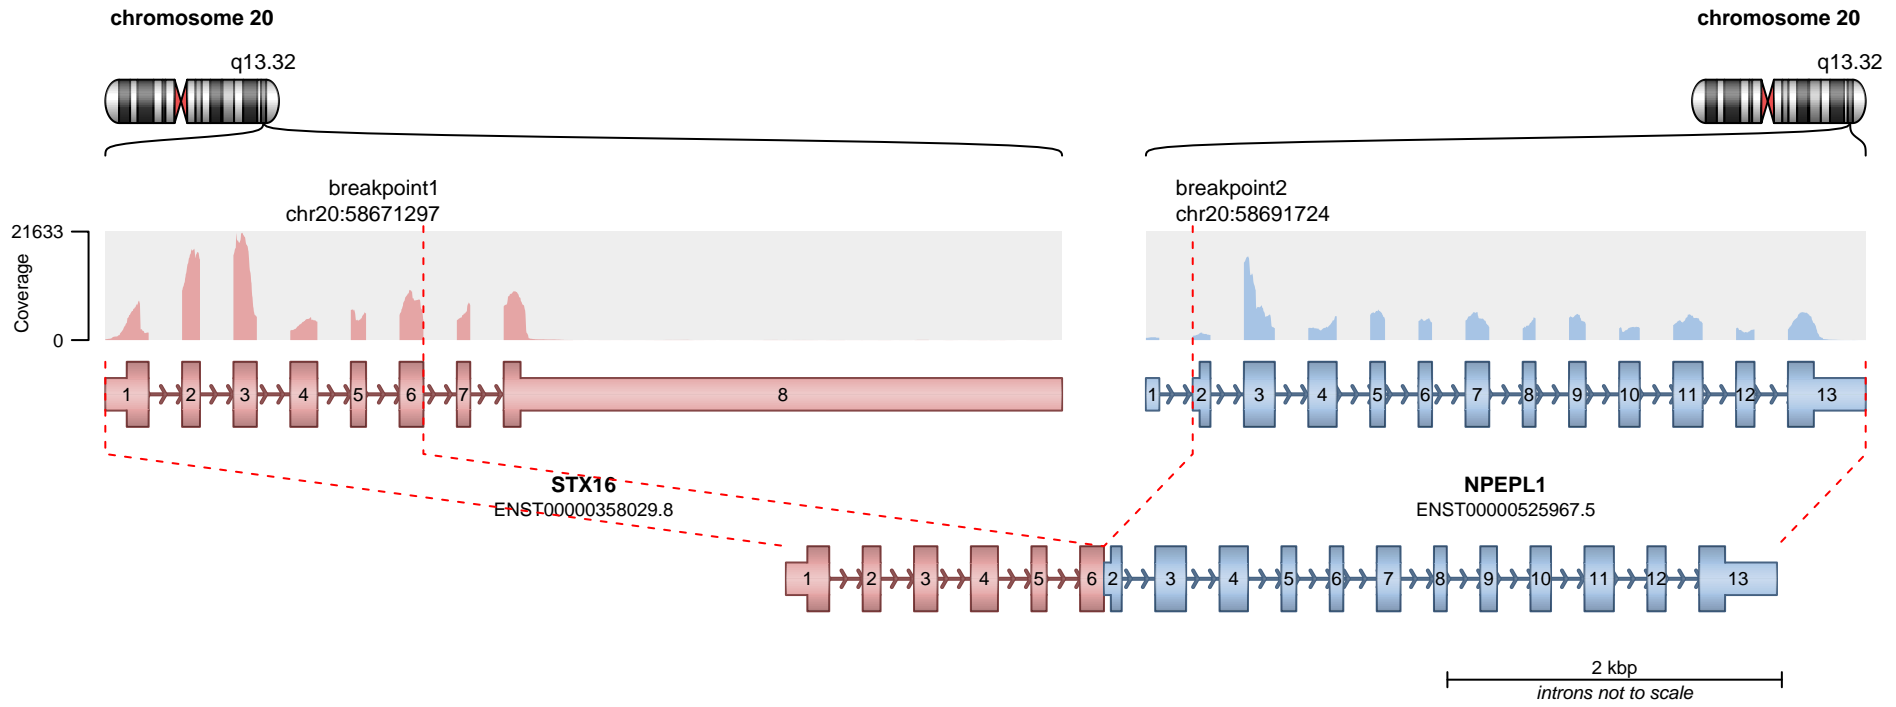 chromosome 20 chromosome 20
q13.32 q13.32
breakpoint1 breakpoint2
chr20:58671297 chr20:58691724
21633
Coverage
0
1 2 3 4 5 6 7 8 1 2 3 4 5 6 7 8 9 10 11 12 13
STX16 NPEPL1
ENST00000358029.8 ENST00000525967.5
1 2 3 4 5 6 2 3 4 5 6 7 8 9 10 11 12 13
2 kbp
introns not to scale